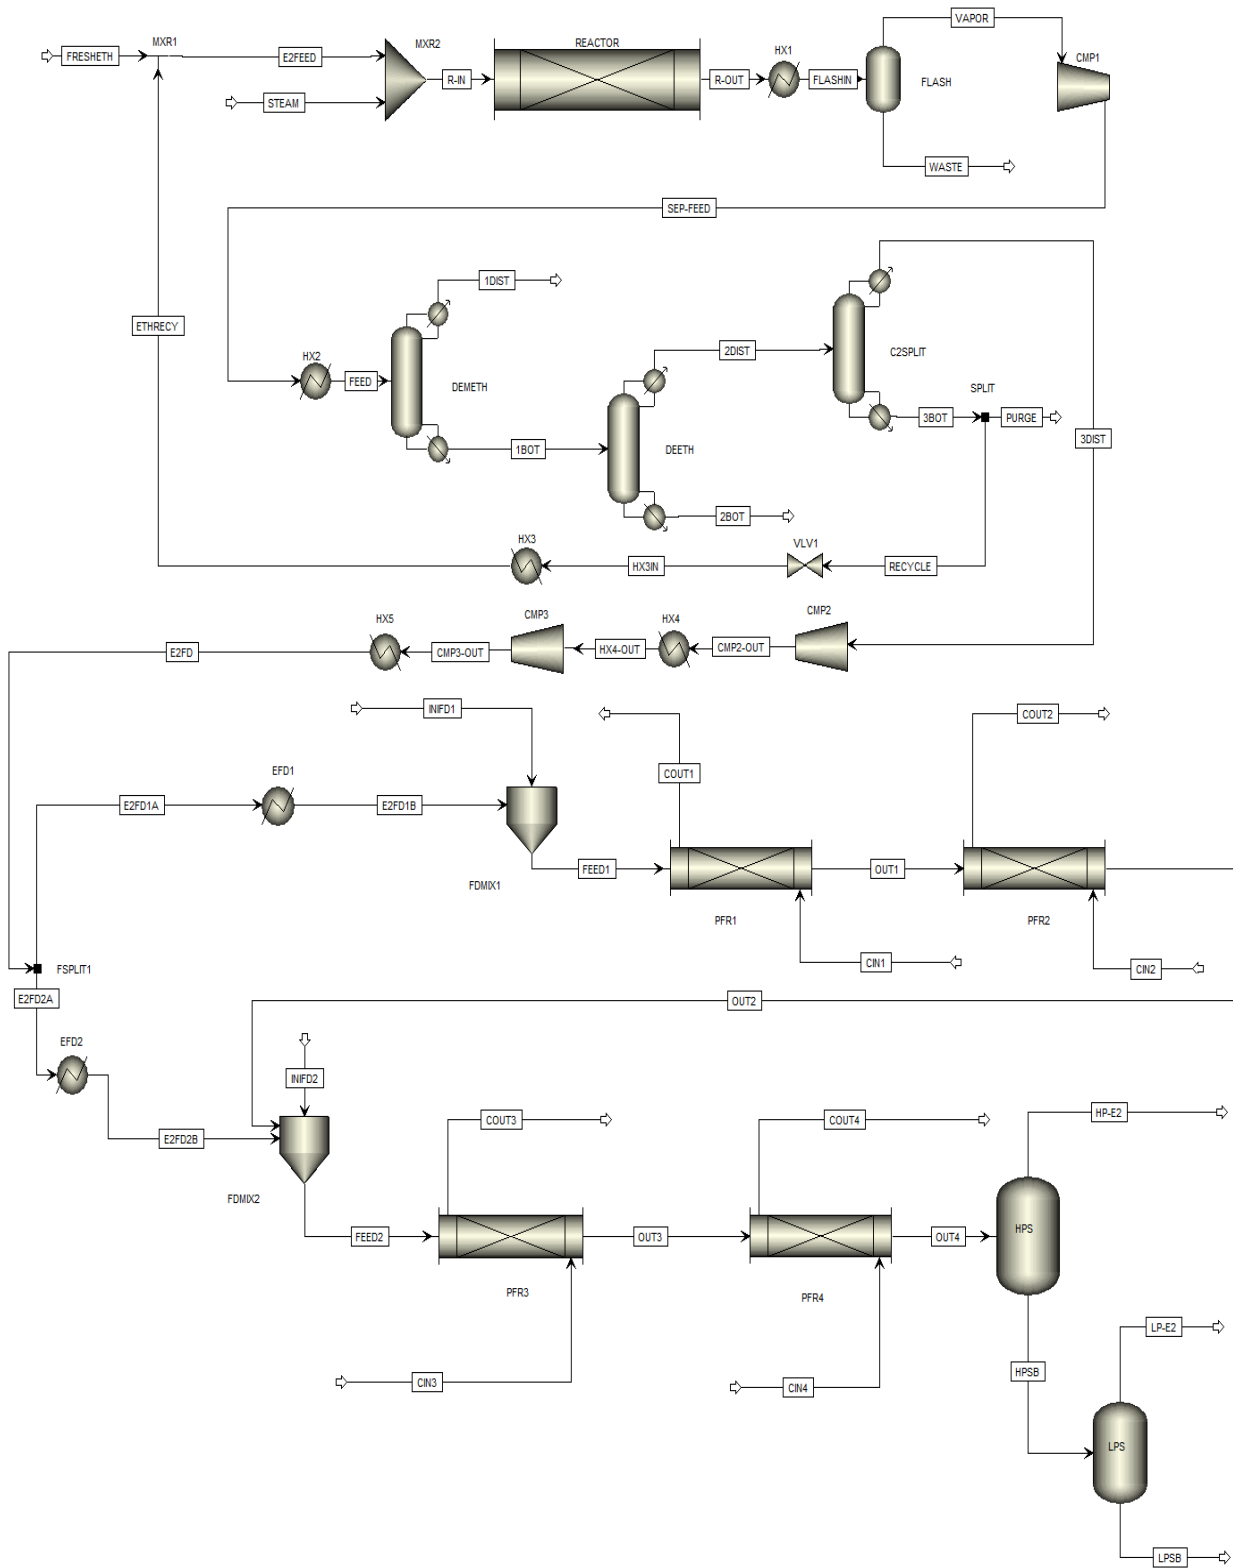 FRESHETH
MXR1
E2FEED
STEAM
MXR2
R-IN
REACTOR
R-OUT
HX1
FLASHIN
FLASH
VAPOR
CMP1
WASTE
SEP-FEED
ETHRECY
HX2
FEED
1DIST
DEMETH
1BOT
2DIST
DEETH
2BOT
C2SPLIT
3BOT
SPLIT
PURGE
3DIST
HX3
HX3IN
VLV1
RECYCLE
E2FD
HX5
CMP3-OUT
CMP3
HX4-OUT
HX4
CMP2-OUT
CMP2
INIFD1
COUT1
COUT2
E2FD1A
EFD1
E2FD1B
FDMIX1
FEED1
PFR1
OUT1
PFR2
CIN1
CIN2
FSPLIT1
E2FD2A
OUT2
EFD2
INIFD2
E2FD2B
FDMIX2
COUT3
COUT4
HP-E2
FEED2
PFR3
OUT3
PFR4
OUT4
HPS
CIN3
CIN4
HPSB
LP-E2
LPS
LPSB